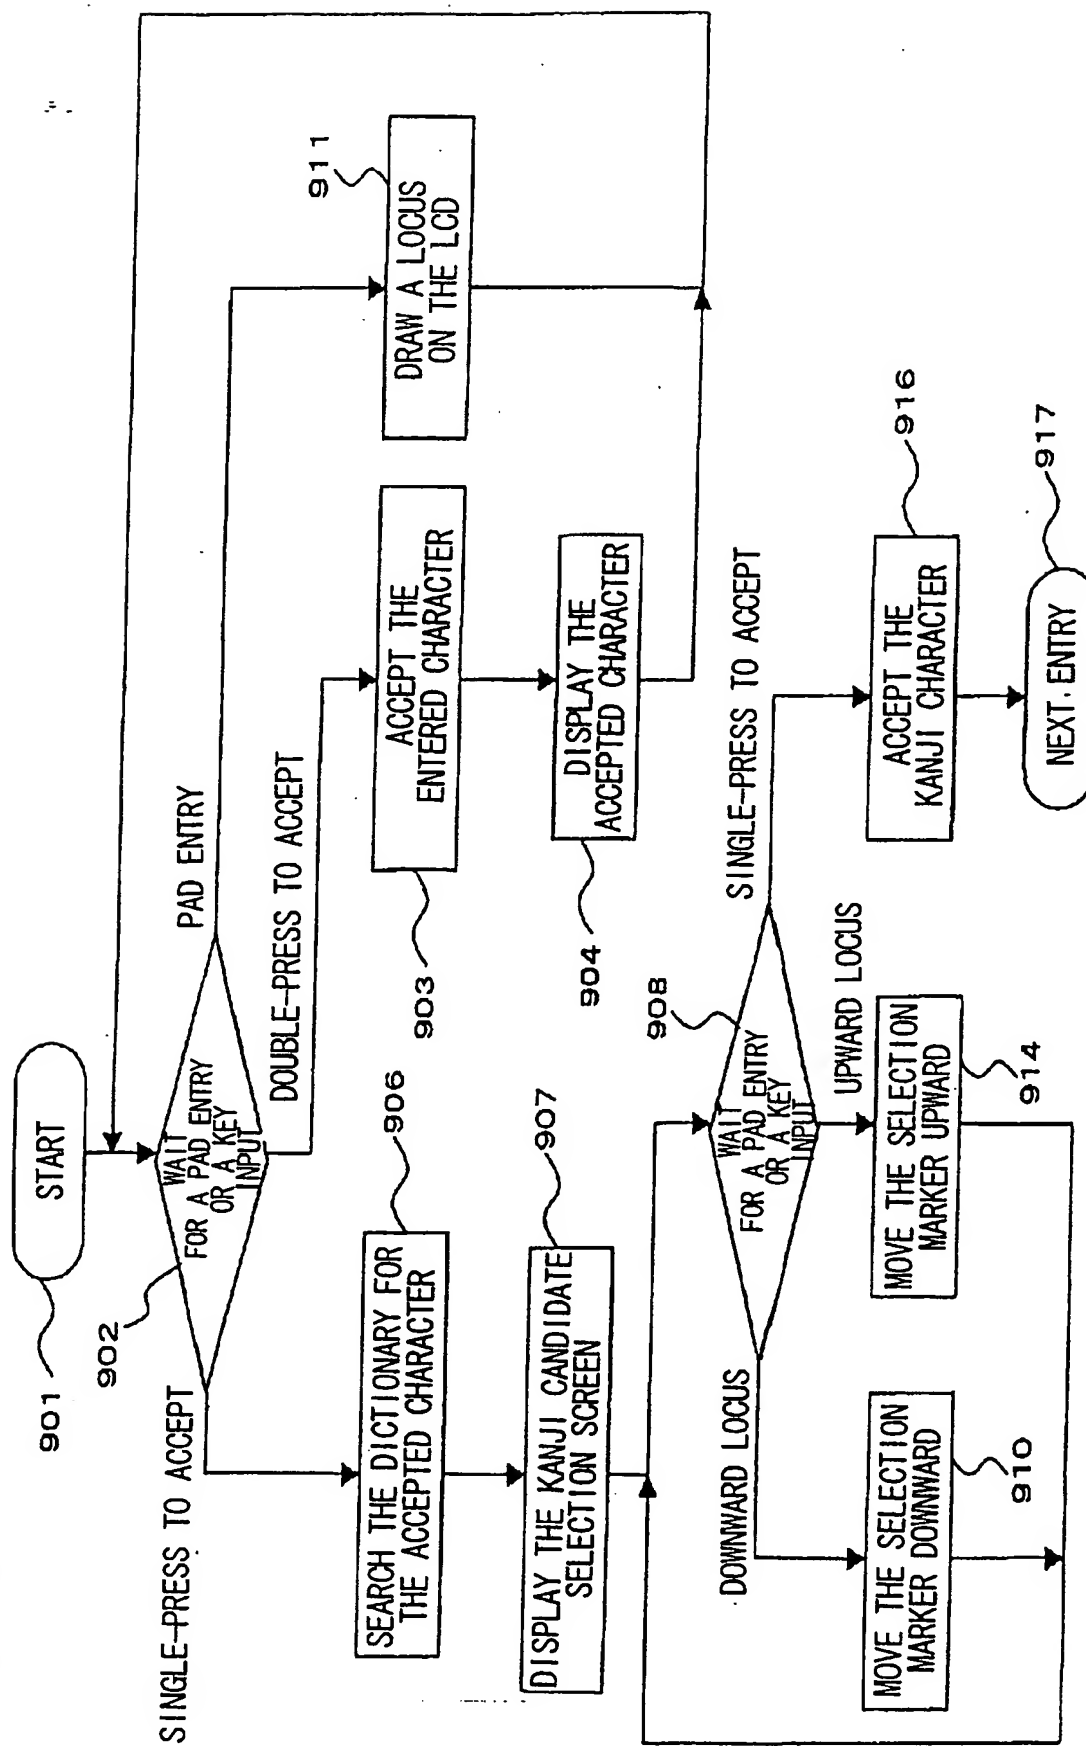 START
901
WAIT
FOR A PAD ENTRY
OR A KEY
INPUT
902
SINGLE-PRESS TO ACCEPT
DOUBLE-PRESS TO ACCEPT
PAD ENTRY
SEARCH THE DICTIONARY FOR
THE ACCEPTED CHARACTER
906
ACCEPT THE
ENTERED CHARACTER
903
DRAW A LOCUS
ON THE LCD
911
DISPLAY THE KANJI CANDIDATE
SELECTION SCREEN
907
DISPLAY THE
ACCEPTED CHARACTER
904
WAIT
FOR A PAD ENTRY
OR A KEY
INPUT
908
DOWNWARD LOCUS
UPWARD LOCUS
SINGLE-PRESS TO ACCEPT
MOVE THE SELECTION
MARKER DOWNWARD
910
MOVE THE SELECTION
MARKER UPWARD
914
ACCEPT THE
KANJI CHARACTER
916
NEXT.ENTRY
917